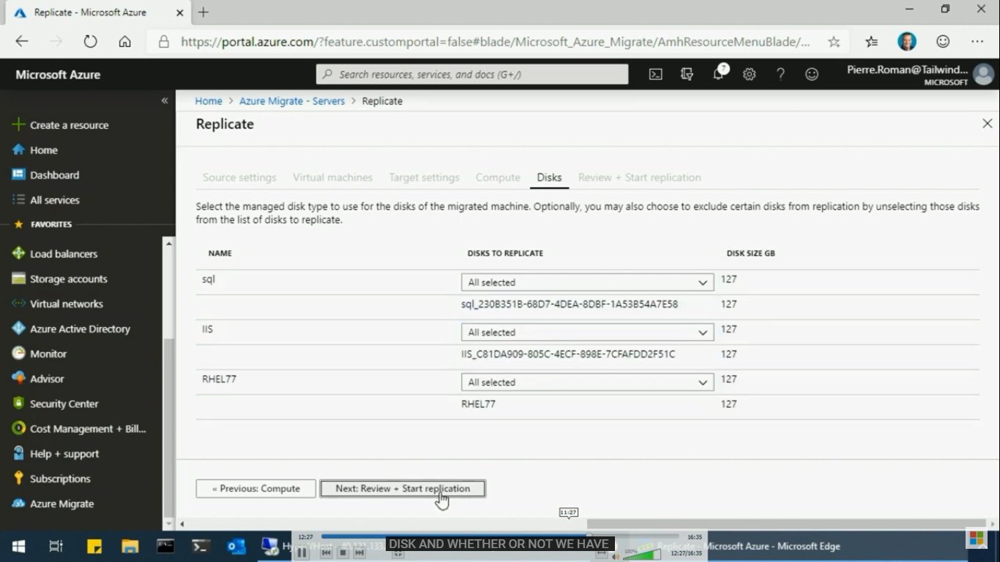 Replicate - Microsoft Azure
https://portal.azure.com/?feature.customportal=false#blade/Microsoft_Azure_Migrate/AmhResourceMenuBlade/...
Microsoft Azure
Search resources, services, and docs (G+/)
7
Pierre.Roman@Tailwind...
MICROSOFT
Home > Azure Migrate - Servers > Replicate
Replicate
Create a resource
Home
Dashboard
All services
FAVORITES
Load balancers
Storage accounts
Virtual networks
Azure Active Directory
Monitor
Advisor
Security Center
Cost Management + Bill...
Help + support
Subscriptions
Azure Migrate
Source settings Virtual machines Target settings Compute Disks Review + Start replication
Select the managed disk type to use for the disks of the migrated machine. Optionally, you may also choose to exclude certain disks from replication by unselecting those disks
from the list of disks to replicate.
NAME DISKS TO REPLICATE DISK SIZE GB
sql All selected 127
sql_230B351B-68D7-4DEA-8DBF-1A53B54A7E58 127
IIS All selected 127
IIS_C81DA909-805C-4ECF-898E-7CFAFDD2F51C 127
RHEL77 All selected 127
RHEL77 127
« Previous: Compute Next: Review + Start replication
11:27
12:27 16:35
DISK AND WHETHER OR NOT WE HAVE
Replicate - Microsoft Azure - Microsoft Edge
100%
12:27/16:35